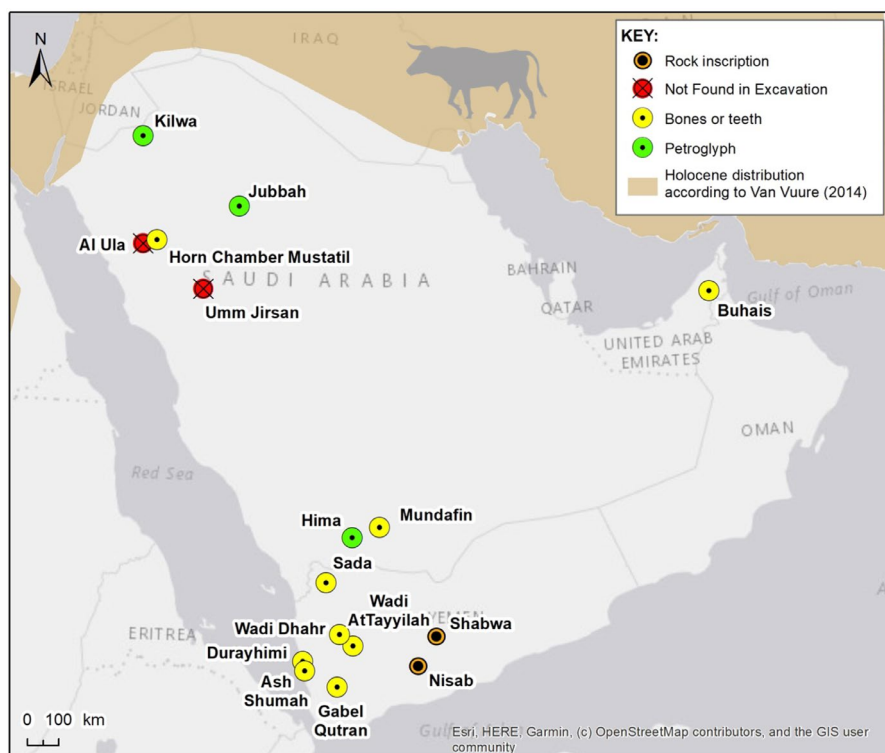 N
IRAQ
ISRAEL
JORDAN
Kilwa
Jubbah
Al Ula
Horn Chamber Mustatil
SAUDI ARABIA
Umm Jirsan
BAHRAIN
QATAR
Gulf of Oman
Buhais
UNITED ARAB
EMIRATES
OMAN
Red Sea
Hima
Mundafin
Sada
Wadi
AtTayyilah
YEMEN
Shabwa
ERITREA
Wadi Dhahr
Durayhimi
Ash
Shumah
Nisab
Gabel
Qutran
KEY:
Rock inscription
Not Found in Excavation
Bones or teeth
Petroglyph
Holocene distribution
according to Van Vuure (2014)
0 100 km
Gulf of
Esri, HERE, Garmin, (c) OpenStreetMap contributors, and the GIS user
community